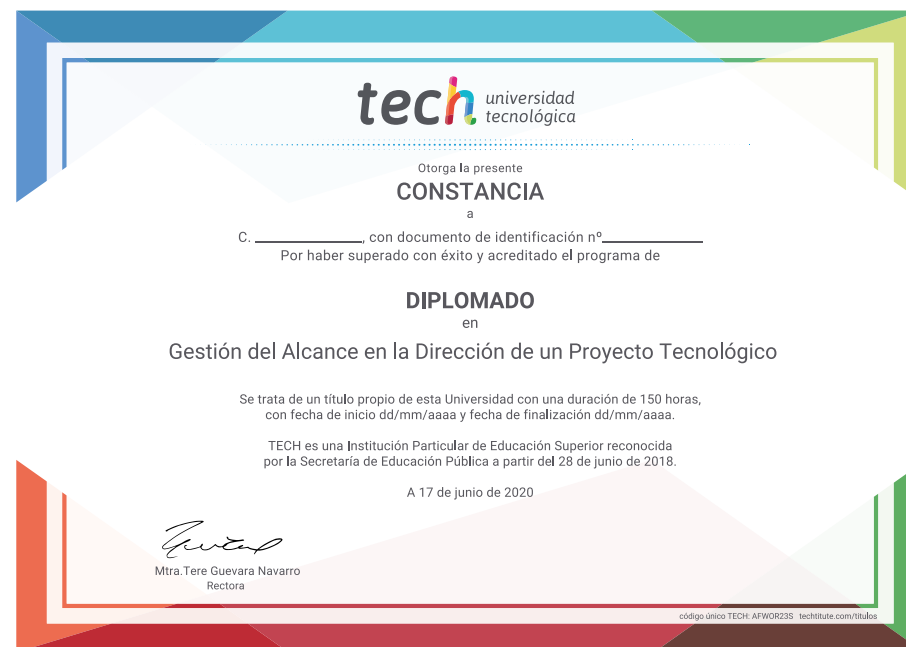 tech universidad
tecnológica
Otorga la presente
CONSTANCIA
a
C. ____________, con documento de identificación nº____________
Por haber superado con éxito y acreditado el programa de
DIPLOMADO
en
Gestión del Alcance en la Dirección de un Proyecto Tecnológico
Se trata de un título propio de esta Universidad con una duración de 150 horas,
con fecha de inicio dd/mm/aaaa y fecha de finalización dd/mm/aaaa.
TECH es una Institución Particular de Educación Superior reconocida
por la Secretaría de Educación Pública a partir del 28 de junio de 2018.
A 17 de junio de 2020
Mtra.Tere Guevara Navarro
Rectora
código único TECH: AFWOR23S techtitute.com/titulos